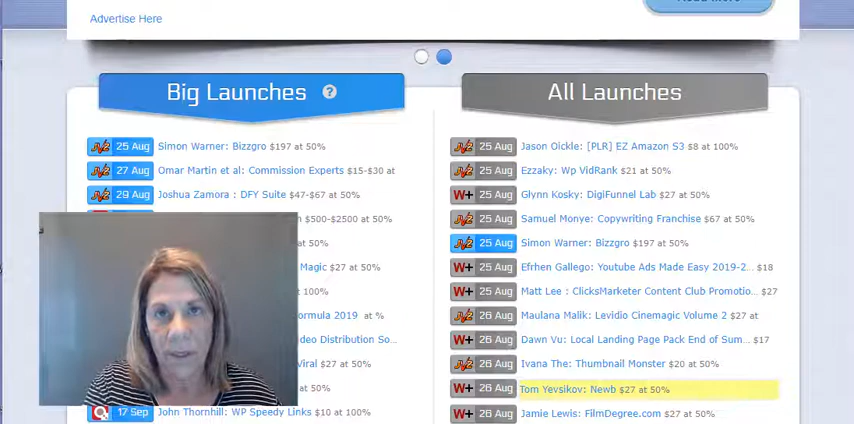 Advertise Here
Big Launches ?
25 Aug Simon Warner: Bizzgro $197 at 50%
27 Aug Omar Martin et al: Commission Experts $15-$30 at
29 Aug Joshua Zamora : DFY Suite $47-$67 at 50%
$500-$2500 at 50%
at 50%
Magic $27 at 50%
at 100%
ormula 2019 at %
deo Distribution So...
Viral $27 at 50%
17 Sep John Thornhill: WP Speedy Links $10 at 100%
All Launches
JV2 25 Aug Jason Oickle: [PLR] EZ Amazon S3 $8 at 100%
JV2 25 Aug Ezzaky: Wp VidRank $21 at 50%
W+ 25 Aug Glynn Kosky: DigiFunnel Lab $27 at 50%
JV2 25 Aug Samuel Monye: Copywriting Franchise $67 at 50%
JV2 25 Aug Simon Warner: Bizzgro $197 at 50%
W+ 25 Aug Efrhen Gallego: Youtube Ads Made Easy 2019-2... $18
W+ 25 Aug Matt Lee : ClicksMarketer Content Club Promotio... $27
JV2 26 Aug Maulana Malik: Levidio Cinemagic Volume 2 $27 at
W+ 26 Aug Dawn Vu: Local Landing Page Pack End of Sum... $17
JV2 26 Aug Ivana The: Thumbnail Monster $20 at 50%
W+ 26 Aug Tom Yevsikov: Newb $27 at 50%
W+ 26 Aug Jamie Lewis: FilmDegree.com $27 at 50%